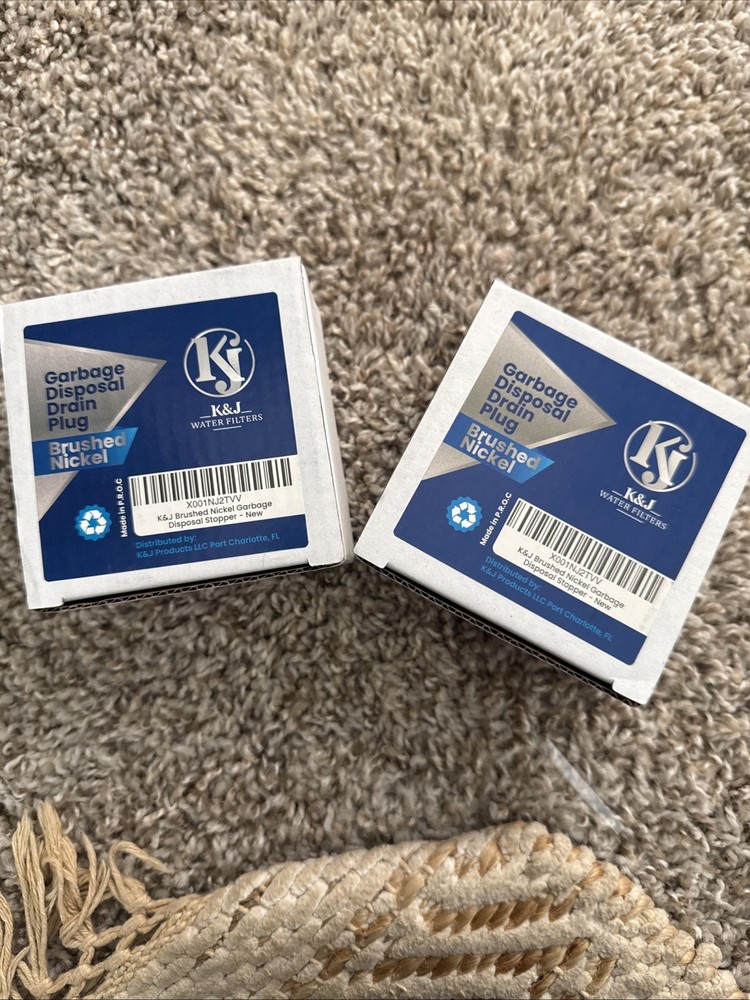 Garbage
Disposal
Drain
Plug
Brushed
Nickel
KJ
K&J
WATER FILTERS
Made in P.R.O.C
X001NJ2TVV
K&J Brushed Nickel Garbage
Disposal Stopper - New
Distributed by:
K&J Products LLC Port Charlotte, FL
Garbage
Disposal
Drain
Plug
Brushed
Nickel
KJ
K&J
WATER FILTERS
Made in P.R.O.C
X001NJ2TVV
K&J Brushed Nickel Garbage
Disposal Stopper - New
Distributed by:
K&J Products LLC Port Charlotte, FL